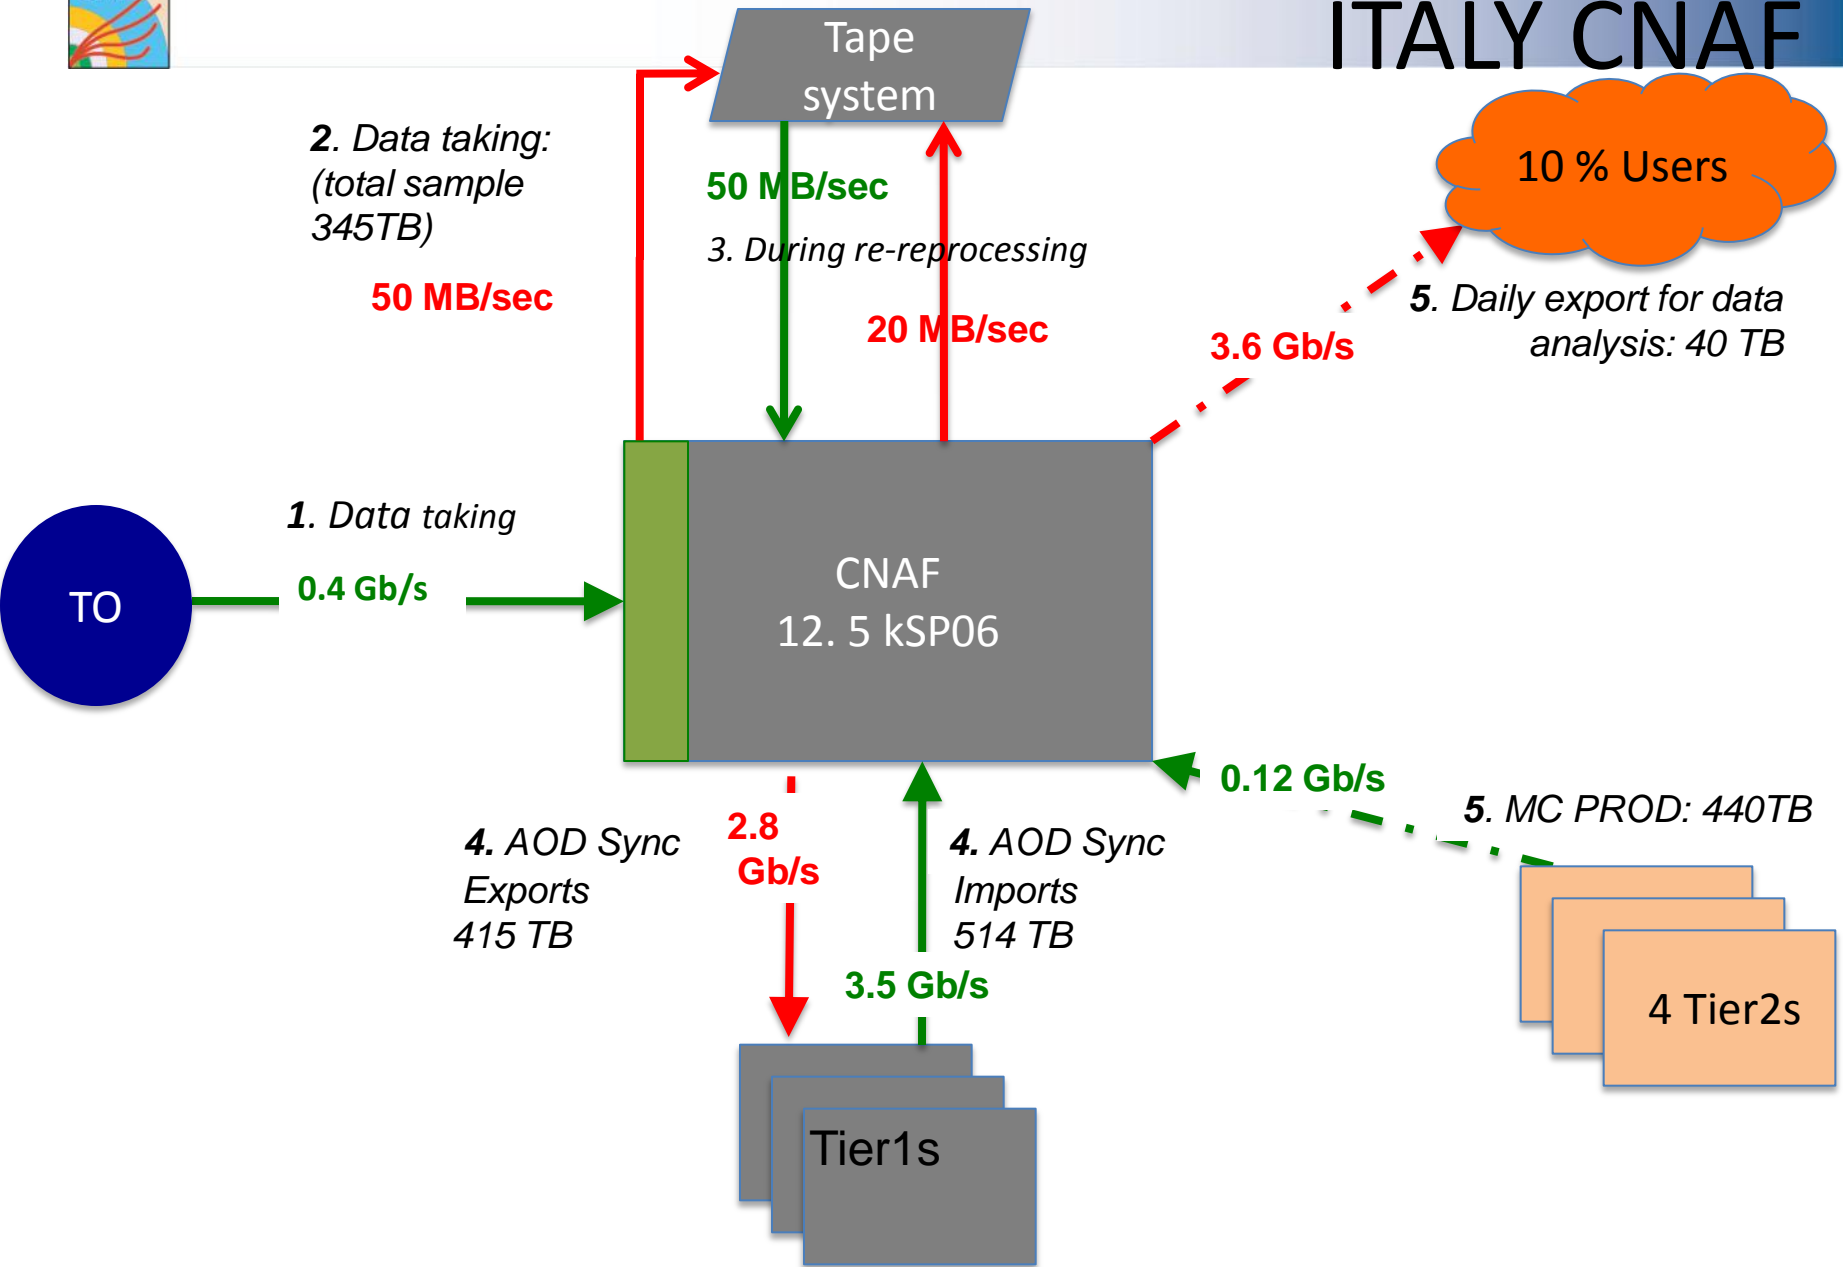 ITALY CNAF
Tape
system
2. Data taking:
(total sample
345TB)
50 MB/sec
50 MB/sec
3. During re-reprocessing
20 MB/sec
10 % Users
3.6 Gb/s
5. Daily export for data
analysis: 40 TB
1. Data taking
0.4 Gb/s
TO
CNAF
12. 5 kSP06
4. AOD Sync
Exports
415 TB
2.8
Gb/s
4. AOD Sync
Imports
514 TB
3.5 Gb/s
0.12 Gb/s
5. MC PROD: 440TB
4 Tier2s
Tier1s